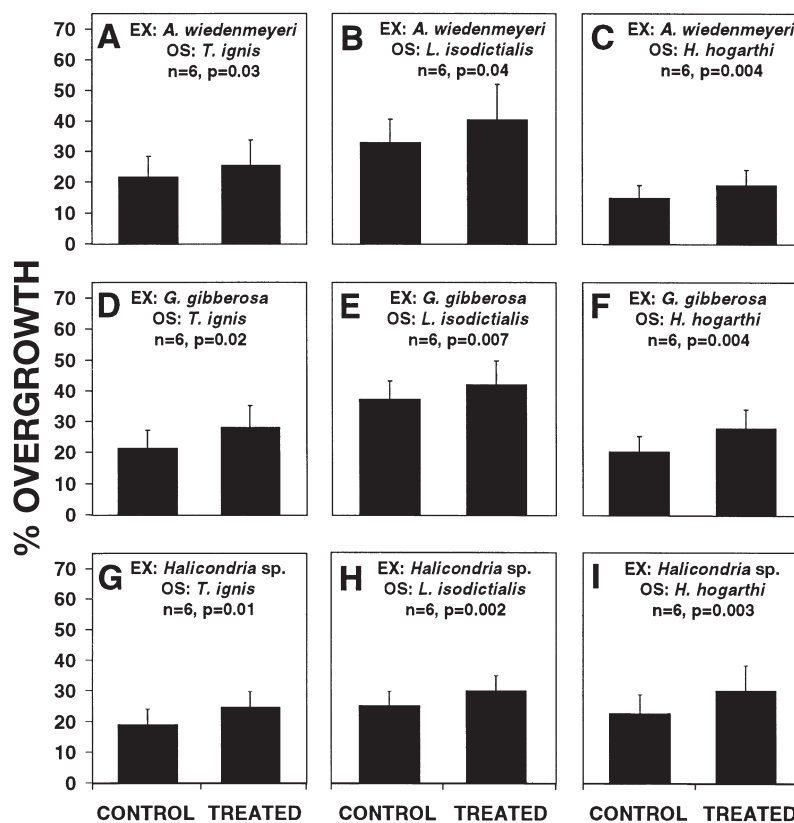 % OVERGROWTH
A
EX: A. wiedenmeyeri
OS: T. ignis
n=6, p=0.03
70
60
50
40
30
20
10
0
B
EX: A. wiedenmeyeri
OS: L. isodictialis
n=6, p=0.04
C
EX: A. wiedenmeyeri
OS: H. hogarthi
n=6, p=0.004
D
EX: G. gibberosa
OS: T. ignis
n=6, p=0.02
70
60
50
40
30
20
10
0
E
EX: G. gibberosa
OS: L. isodictialis
n=6, p=0.007
F
EX: G. gibberosa
OS: H. hogarthi
n=6, p=0.004
G
EX: Halicondria sp.
OS: T. ignis
n=6, p=0.01
70
60
50
40
30
20
10
0
H
EX: Halicondria sp.
OS: L. isodictialis
n=6, p=0.002
I
EX: Halicondria sp.
OS: H. hogarthi
n=6, p=0.003
CONTROL TREATED CONTROL TREATED CONTROL TREATED